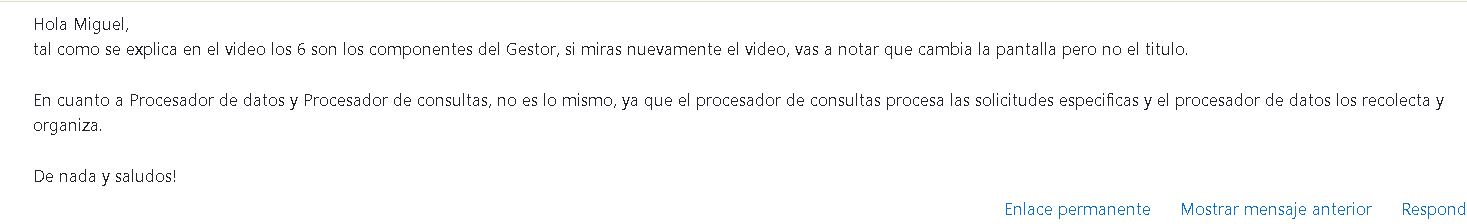 Hola Miguel,
tal como se explica en el video los 6 son los componentes del Gestor, si miras nuevamente el video, vas a notar que cambia la pantalla pero no el titulo.
En cuanto a Procesador de datos y Procesador de consultas, no es lo mismo, ya que el procesador de consultas procesa las solicitudes especificas y el procesador de datos los recolecta y
organiza.
De nada y saludos!
Enlace permanente Mostrar mensaje anterior Respond